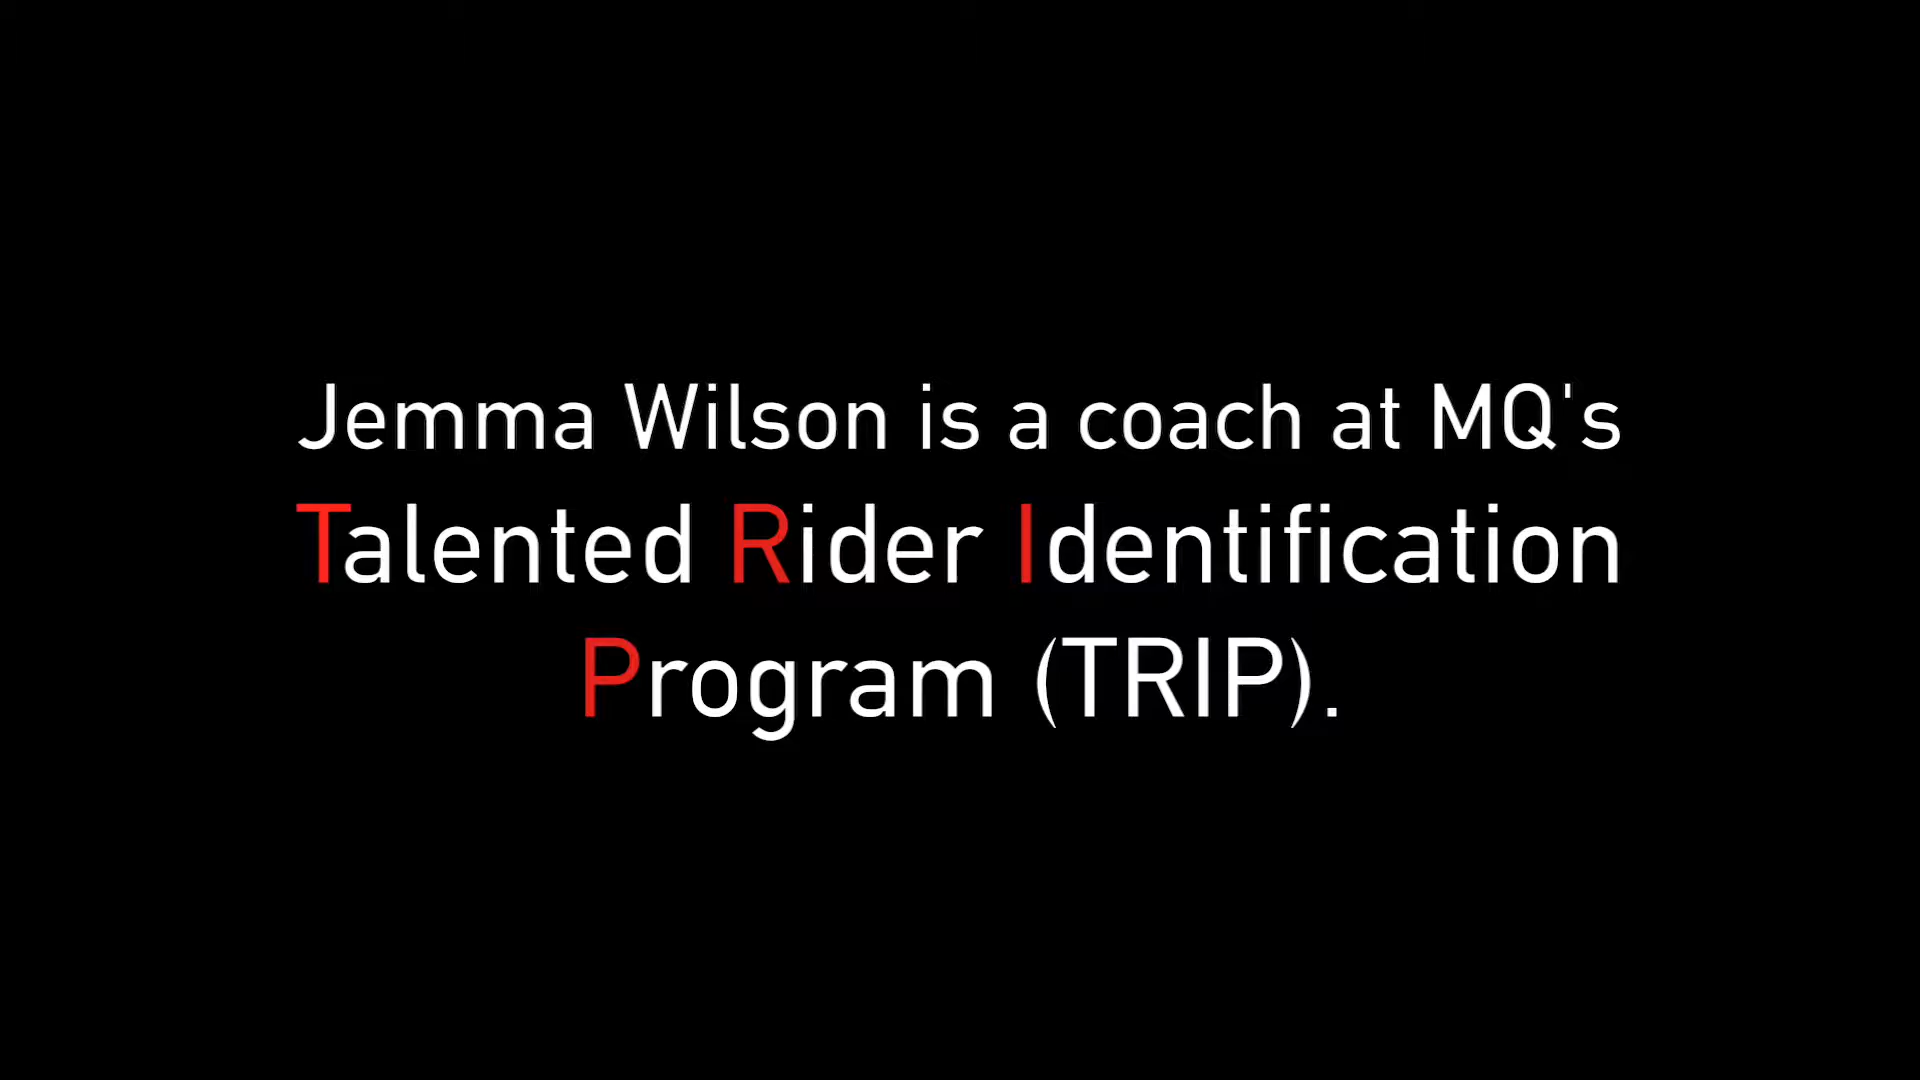 Jemma Wilson is a coach at MQ's
Talented Rider Identification
Program (TRIP).